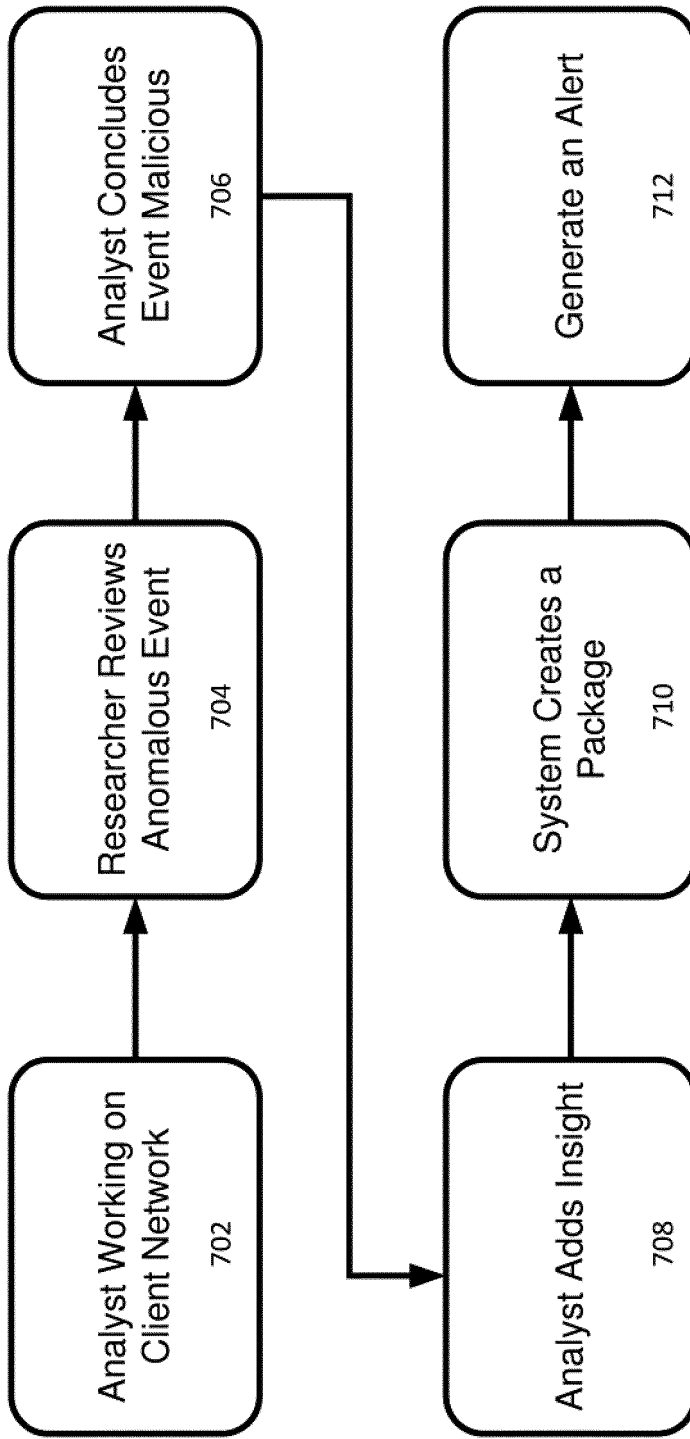 Analyst Working on
Client Network
702
Researcher Reviews
Anomalous Event
704
Analyst Concludes
Event Malicious
706
Analyst Adds Insight
708
System Creates a
Package
710
Generate an Alert
712